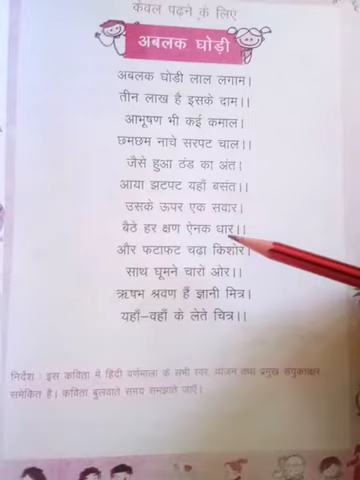 केवल पढ़ने के लिए
अबलक घोड़ी
अबलक घोडी लाल लगाम।
तीन लाख है इसके दाम।।
आभूषण भी कई कमाल।
छमछम नाचे सरपट चाल।।
जैसे हुआ ठंड का अंत।
आया झटपट यहाँ बसंत।।
उसके ऊपर एक सवार।
बैठे हर क्षण ऐनक धार।।
और फटाफट चढ़ा किशोर।
साथ घूमने चारों ओर।।
ऋषभ श्रवण हैं ज्ञानी मित्र।
यहाँ–वहाँ के लेते चित्र।।
निर्देश : इस कविता में हिंदी वर्णमाला के सभी स्वर, व्यंजन तथा प्रमुख संयुक्ताक्षर
समेकित है। कविता बुलवाते समय समझाते जाएँ।